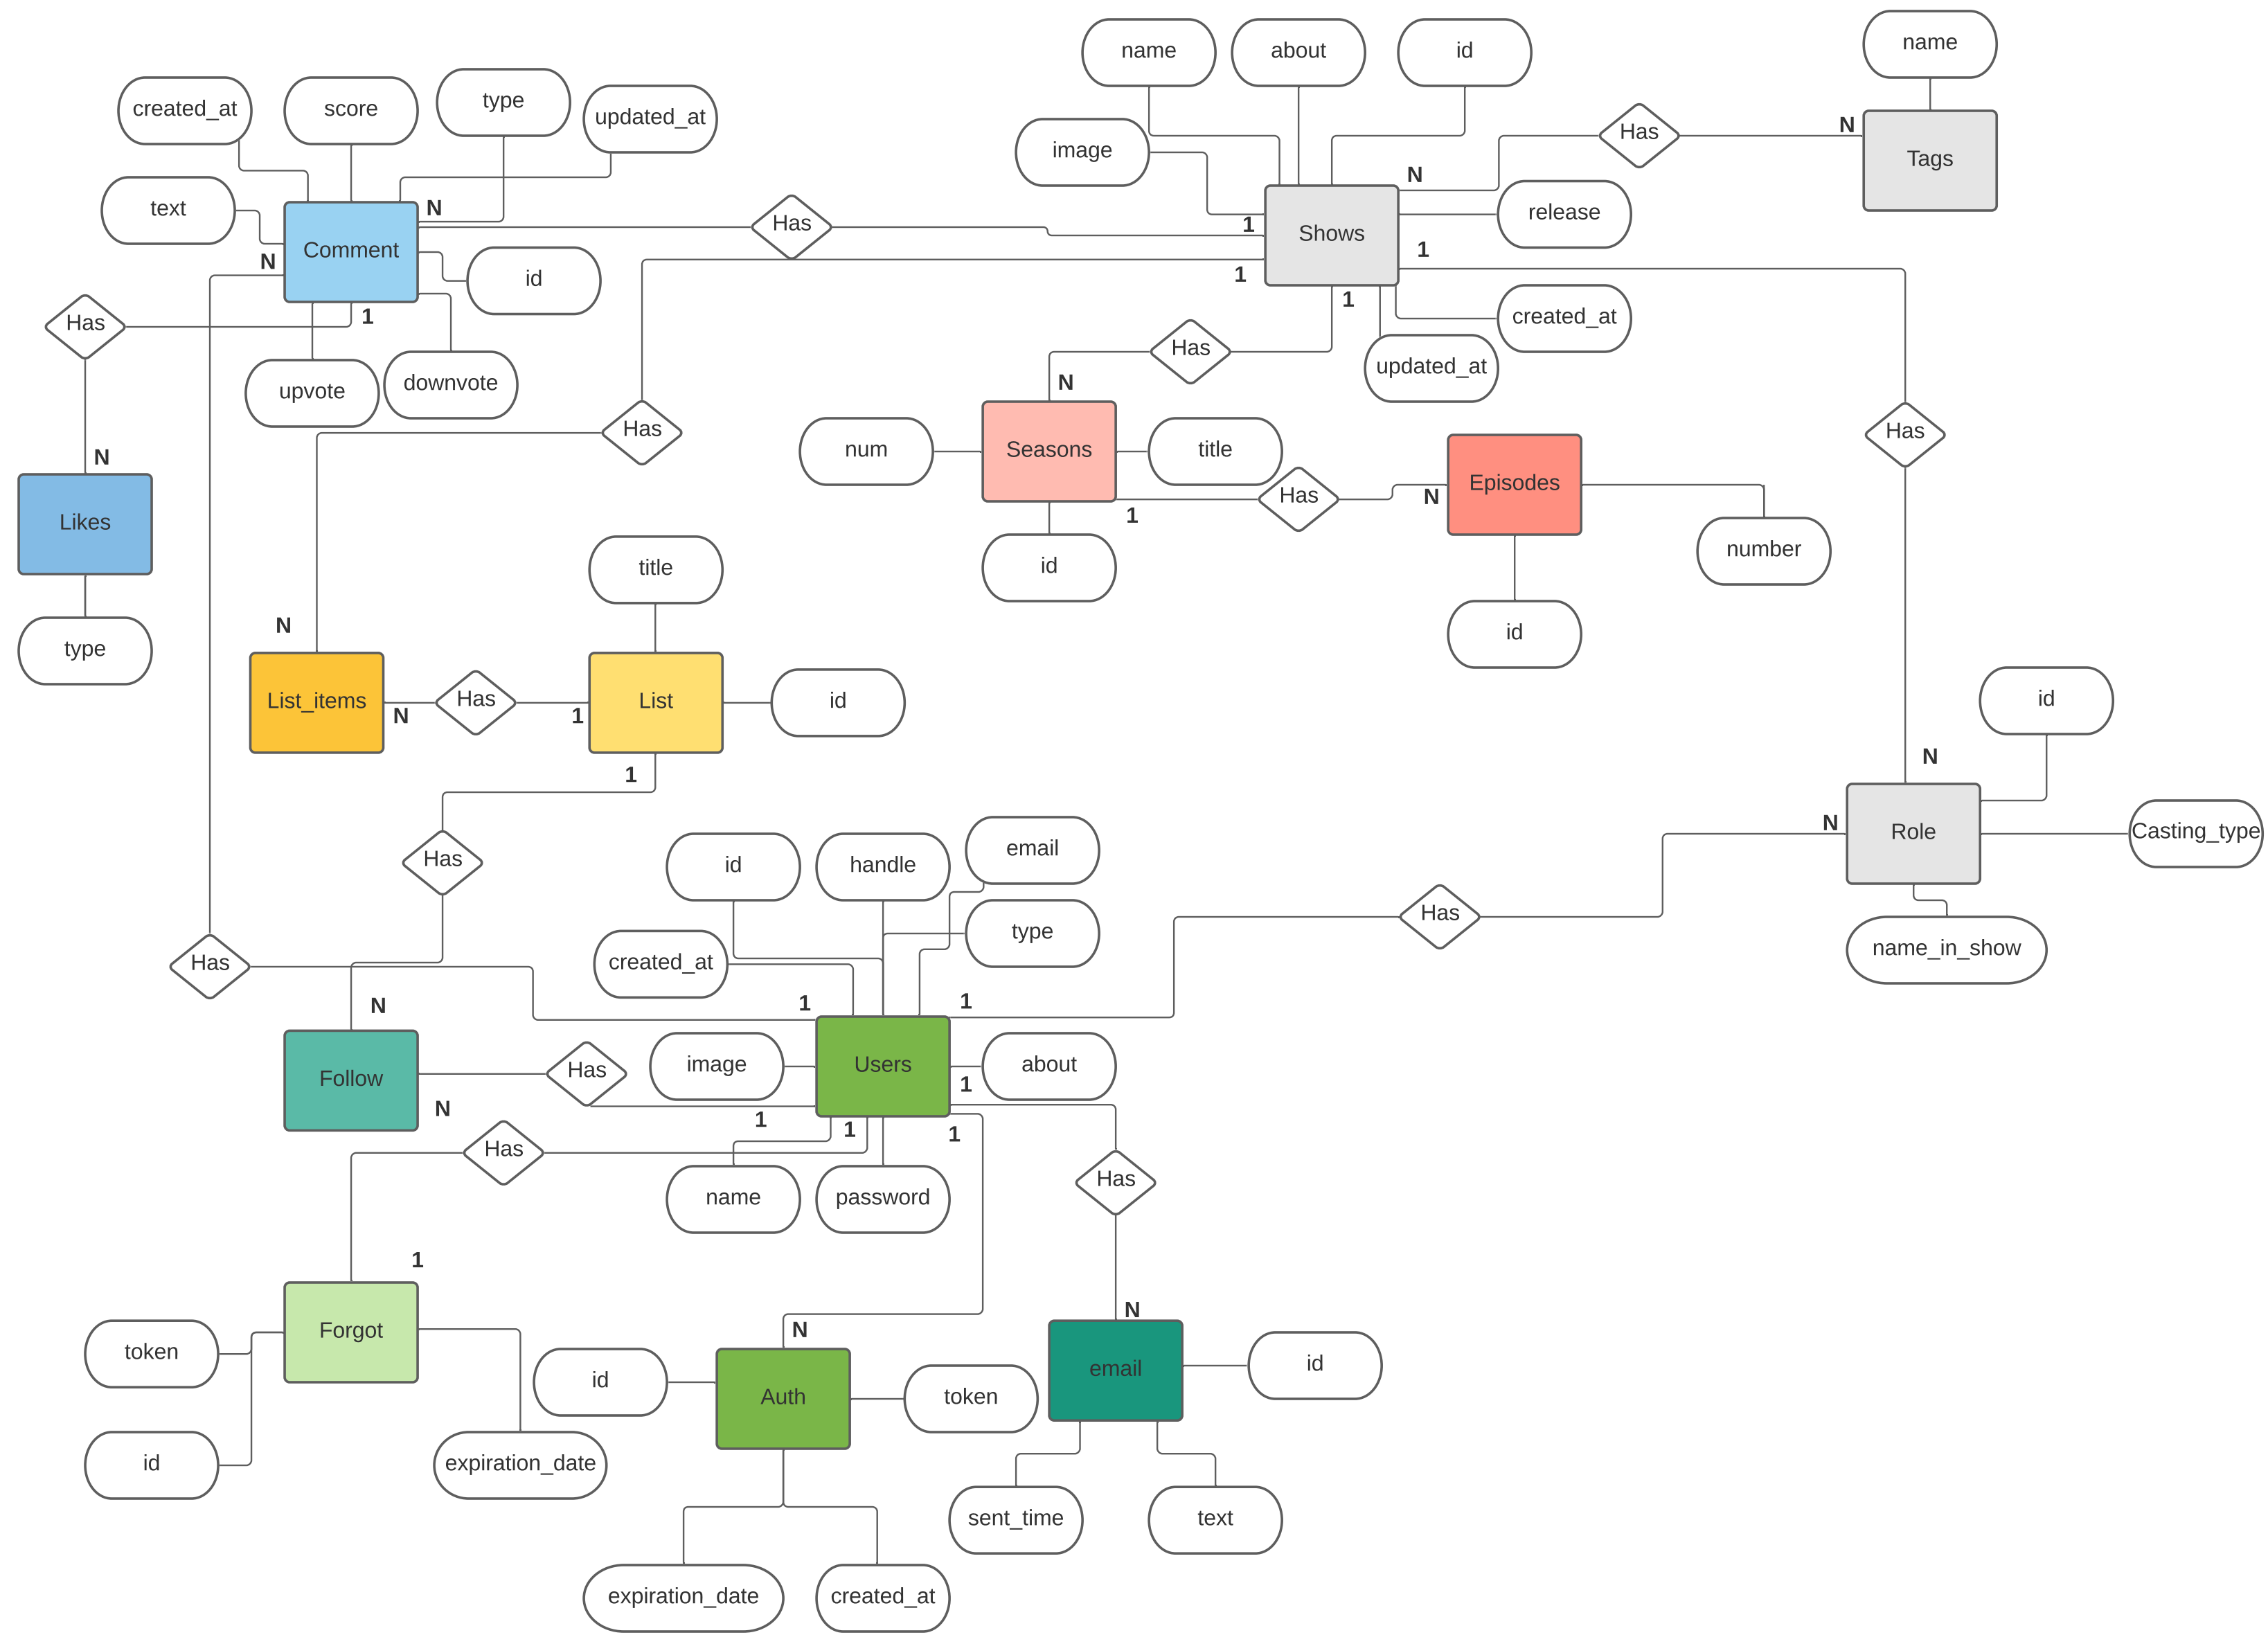 name
name
about
id
type
created_at
score
updated_at
Has
N
image
Tags
N
text
N
release
Has
1
Shows
Comment
1
N
id
1
1
created_at
Has
1
Has
updated_at
upvote
downvote
N
Has
Has
num
Seasons
title
N
Episodes
Has
N
1
Likes
number
title
id
type
N
id
List_items
Has
List
id
id
N
1
N
1
N
Role
Casting_type
email
Has
id
handle
Has
type
name_in_show
Has
created_at
N
1
1
Follow
Has
image
Users
about
1
N
1
1
1
Has
Has
name
password
1
N
Forgot
N
token
id
Auth
token
email
id
id
expiration_date
sent_time
text
expiration_date
created_at